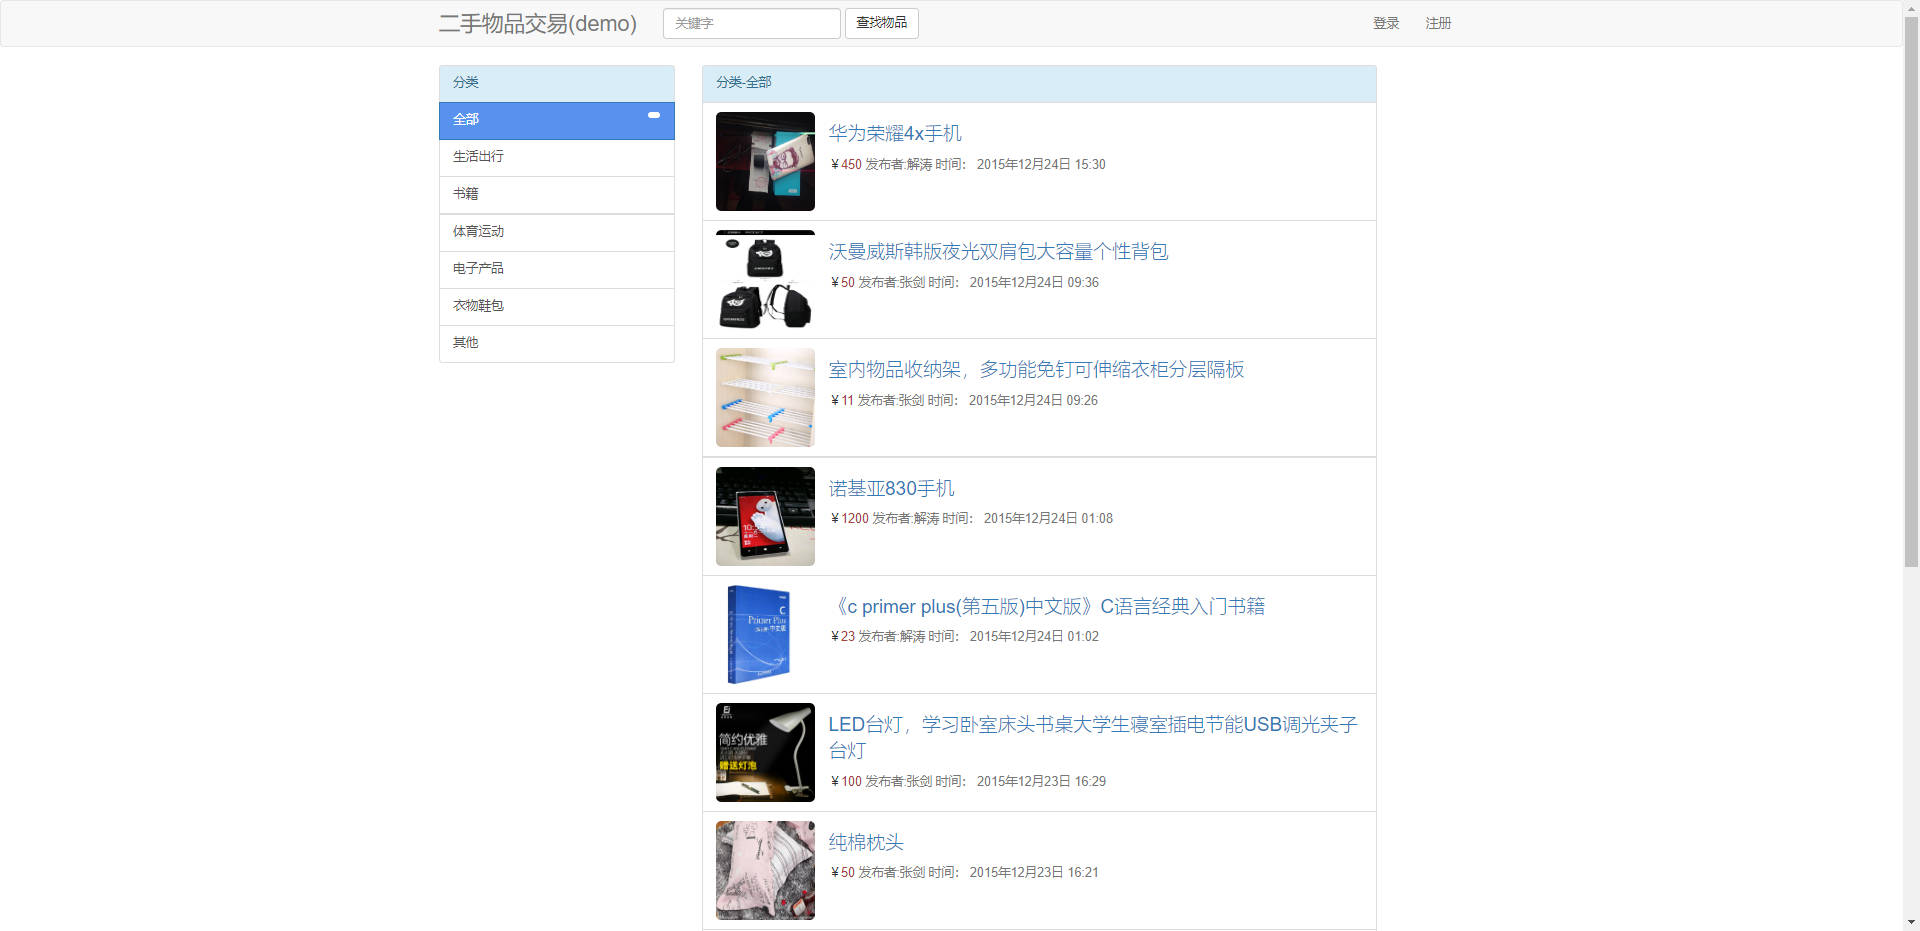 二手物品交易(demo)
关键字
查找物品
登录
注册
分类
全部
生活出行
书籍
体育运动
电子产品
衣物鞋包
其他
分类-全部
华为荣耀4x手机
¥450 发布者:解涛 时间: 2015年12月24日 15:30
沃曼威斯韩版夜光双肩包大容量个性背包
¥50 发布者:张剑 时间: 2015年12月24日 09:36
室内物品收纳架，多功能免钉可伸缩衣柜分层隔板
¥11 发布者:张剑 时间: 2015年12月24日 09:26
诺基亚830手机
¥1200 发布者:解涛 时间: 2015年12月24日 01:08
C
Primer Plus
中文版
《c primer plus(第五版)中文版》C语言经典入门书籍
¥23 发布者:解涛 时间: 2015年12月24日 01:02
简约优雅
赠送灯泡
LED台灯，学习卧室床头书桌大学生寝室插电节能USB调光夹子
台灯
¥100 发布者:张剑 时间: 2015年12月23日 16:29
纯棉枕头
¥50 发布者:张剑 时间: 2015年12月23日 16:21